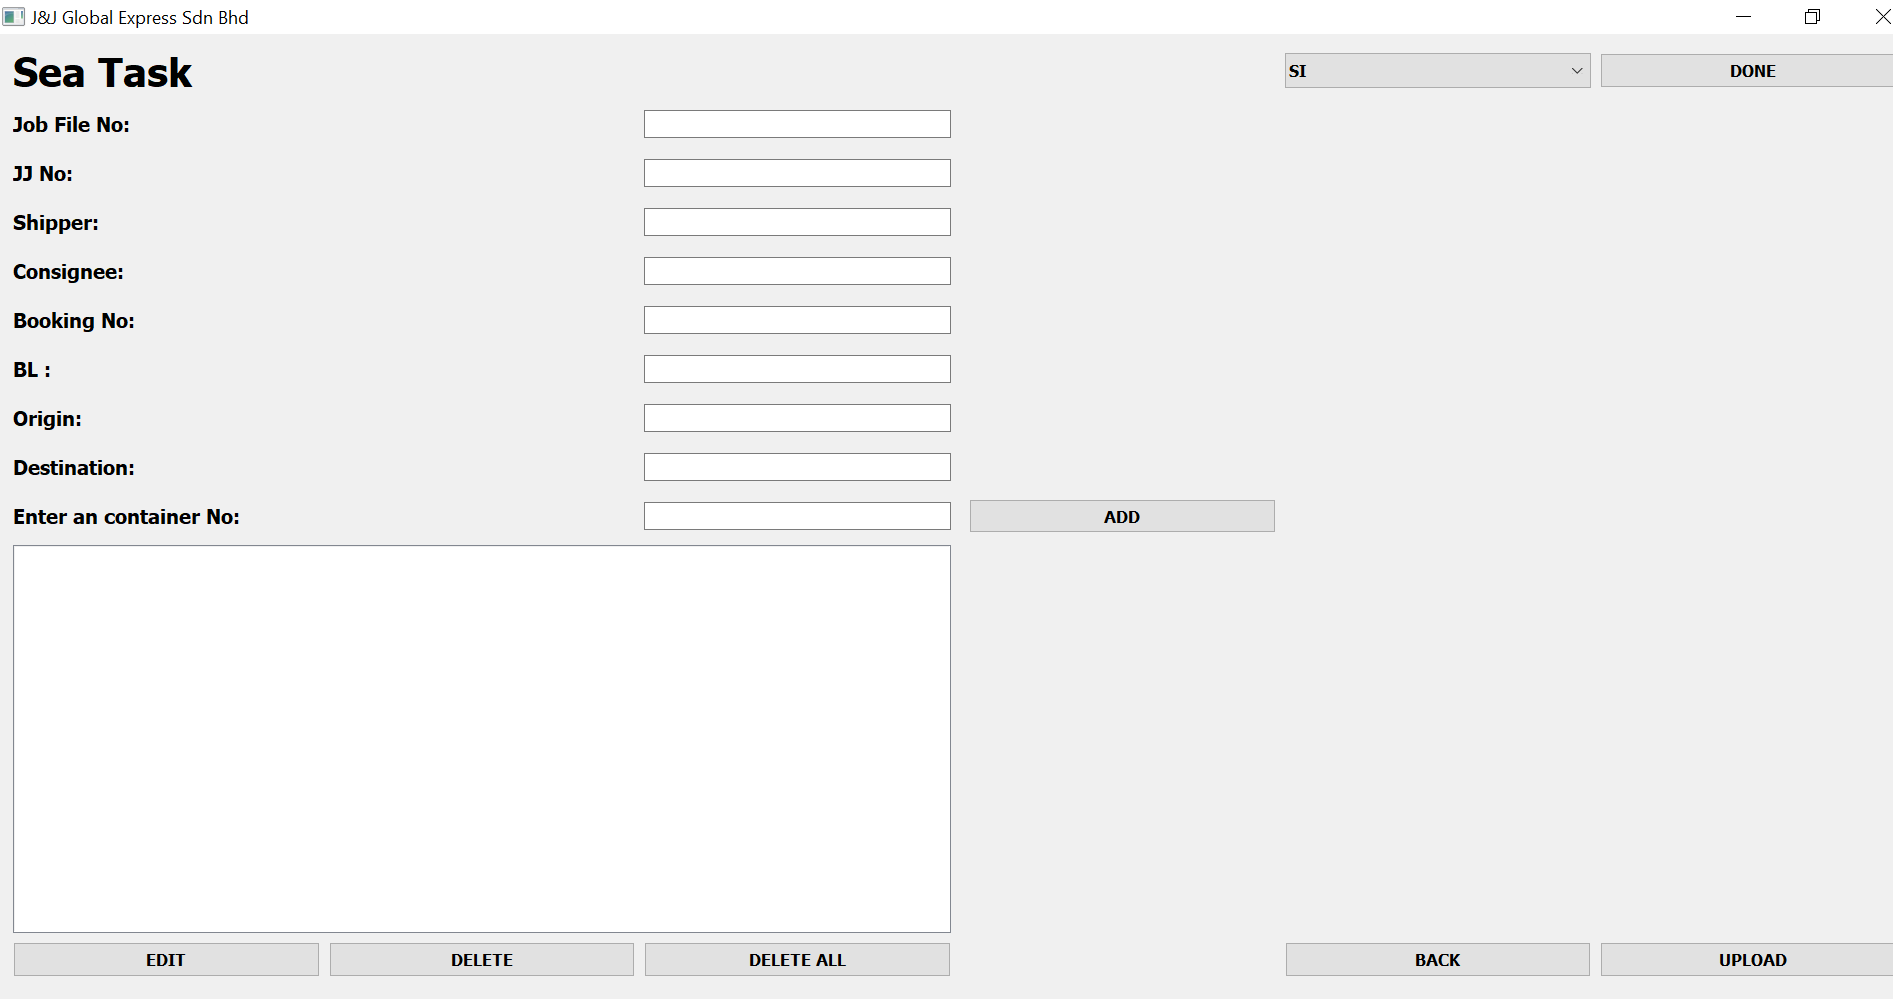 J&J Global Express Sdn Bhd
Sea Task
SI
DONE
Job File No:
JJ No:
Shipper:
Consignee:
Booking No:
BL :
Origin:
Destination:
Enter an container No:
ADD
EDIT
DELETE
DELETE ALL
BACK
UPLOAD